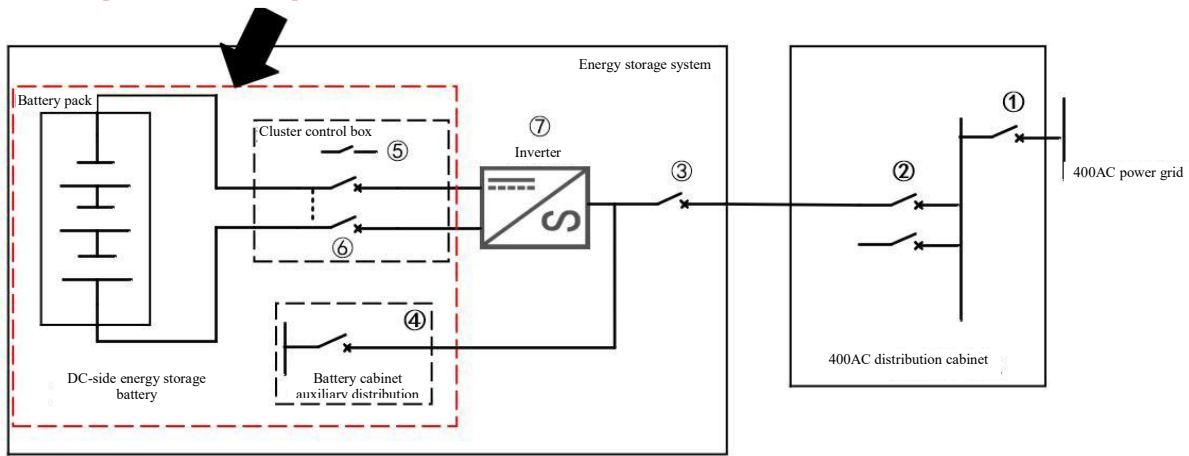 Energy storage system
Battery pack
Cluster control box
⑤
⑦
Inverter
③
①
②
400AC power grid
⑥
④
400AC distribution cabinet
DC-side energy storage
battery
Battery cabinet
auxiliary distribution